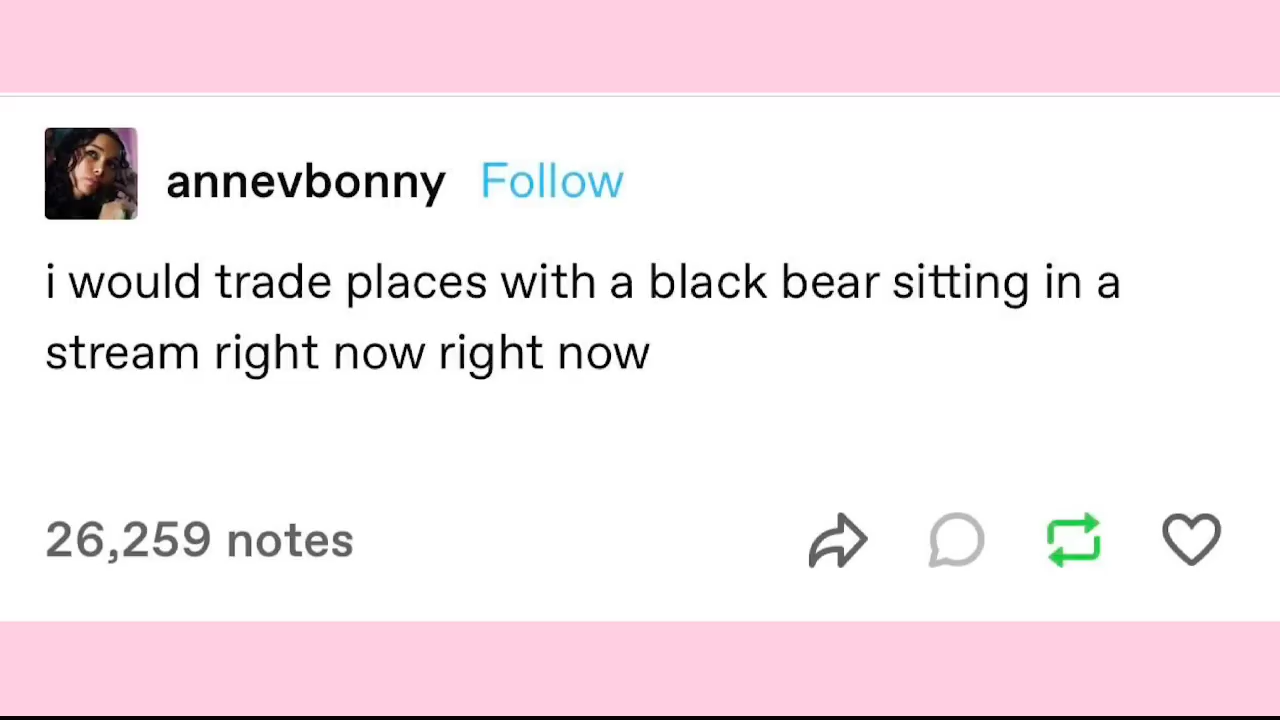 annevbonny Follow
i would trade places with a black bear sitting in a
stream right now right now
26,259 notes